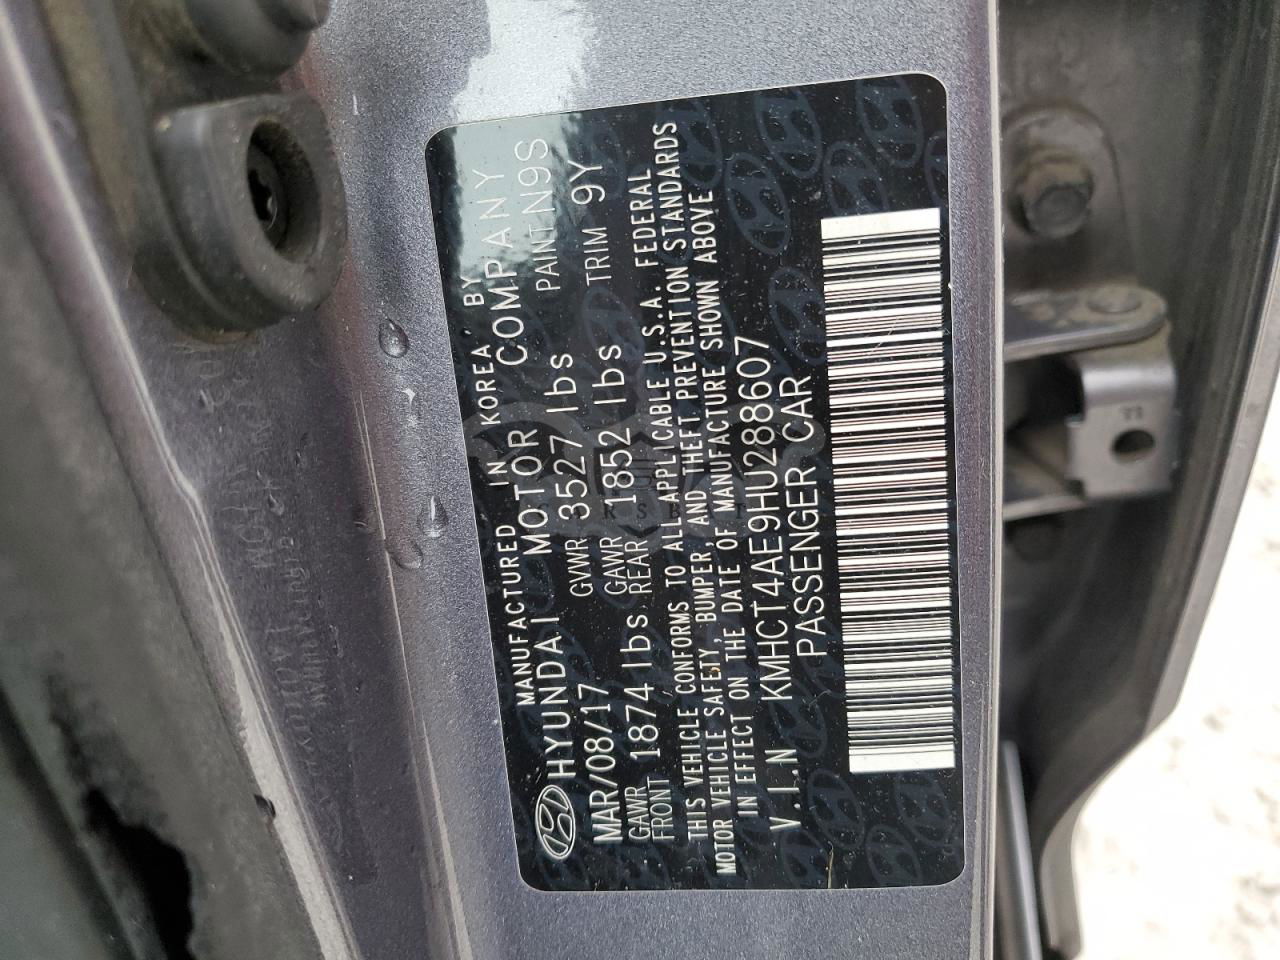 MANUFACTURED IN KOREA, BY
HYUNDAI MOTOR COMPANY
MAR/08/17 GVWR 3527 lbs PAINT N9S
GAWR FRONT 1874 lbs GAWR REAR 1852 lbs TRIM 9Y
THIS VEHICLE CONFORMS TO ALL APPLICABLE U.S.A. FEDERAL
MOTOR VEHICLE SAFETY, BUMPER, AND THEFT PREVENTION STANDARDS
IN EFFECT ON THE DATE OF MANUFACTURE SHOWN ABOVE
V.I.N KMHCT4AE9HU288607
PASSENGER CAR